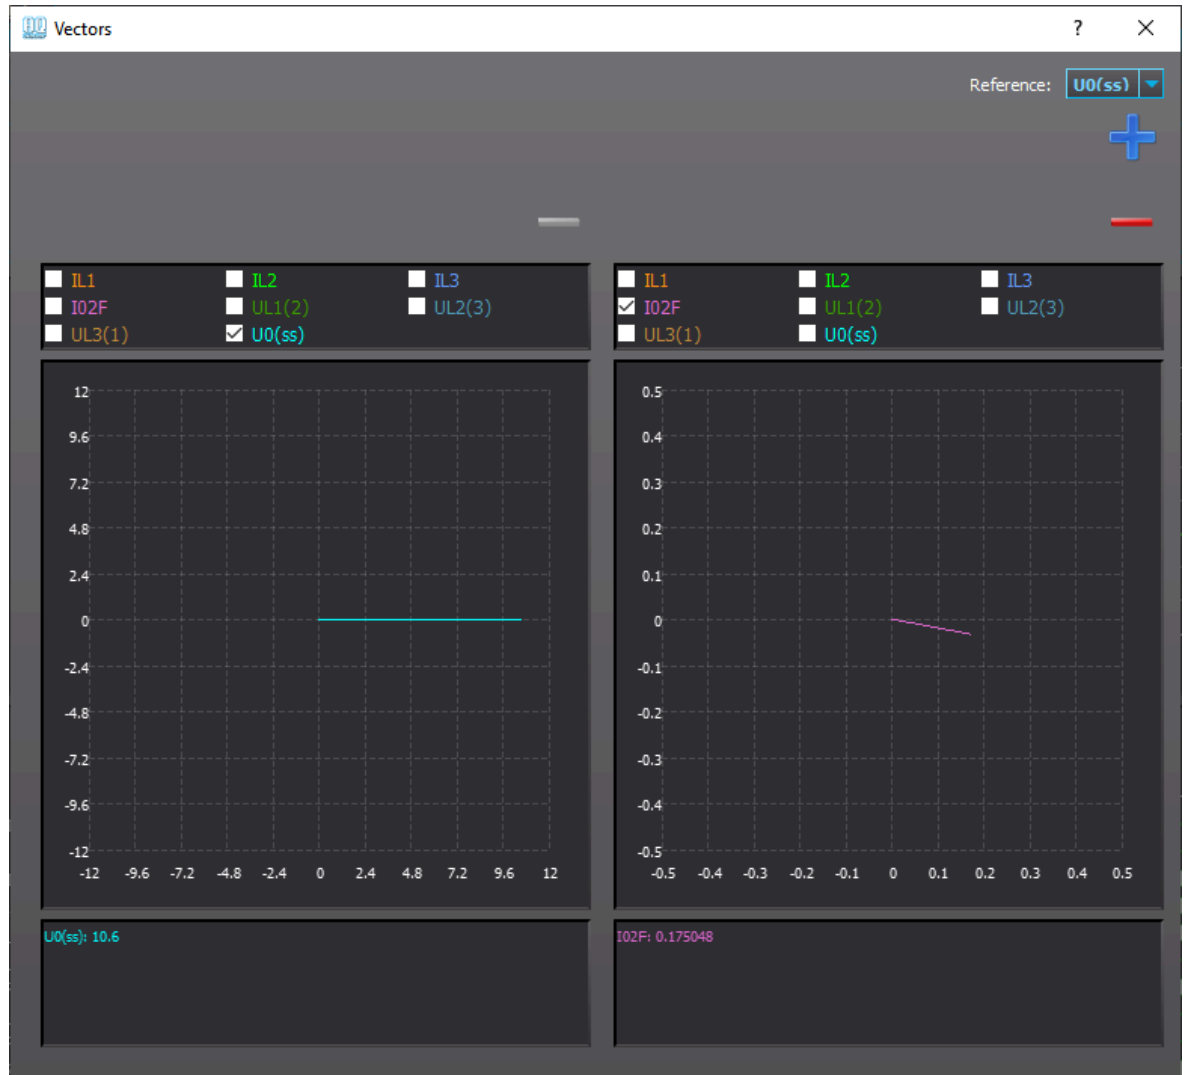 Vectors ?
Reference: U0(ss)
IL1 IL2 IL3
I02F UL1(2) UL2(3)
UL3(1) U0(ss)
IL1 IL2 IL3
I02F UL1(2) UL2(3)
UL3(1) U0(ss)
12
9.6
7.2
4.8
2.4
0
-2.4
-4.8
-7.2
-9.6
-12
-12 -9.6 -7.2 -4.8 -2.4 0 2.4 4.8 7.2 9.6 12
0.5
0.4
0.3
0.2
0.1
0
-0.1
-0.2
-0.3
-0.4
-0.5
-0.5 -0.4 -0.3 -0.2 -0.1 0 0.1 0.2 0.3 0.4 0.5
U0(ss): 10.6
I02F: 0.175048